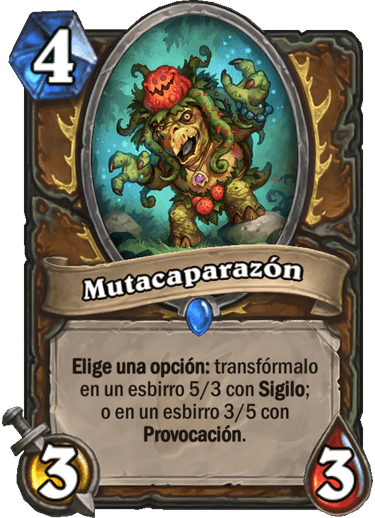 4
Mutacaparazón
Elige una opción: transfórmalo
en un esbirro 5/3 con Sigilo;
o en un esbirro 3/5 con
Provocación.
3
3